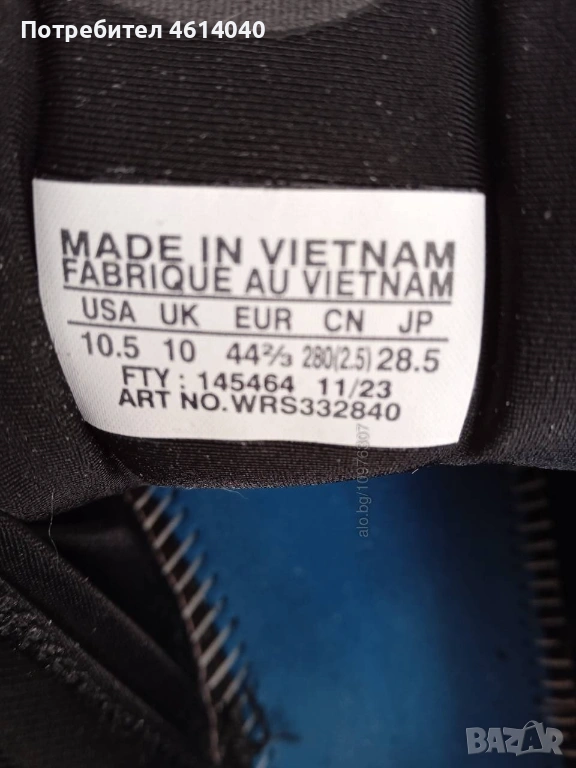 Потребител 4614040
MADE IN VIETNAM
FABRIQUE AU VIETNAM
USA UK EUR CN JP
10.5 10 44⅔ 280(2.5) 28.5
FTY : 145464 11/23
ART NO.WRS332840
BAZAR